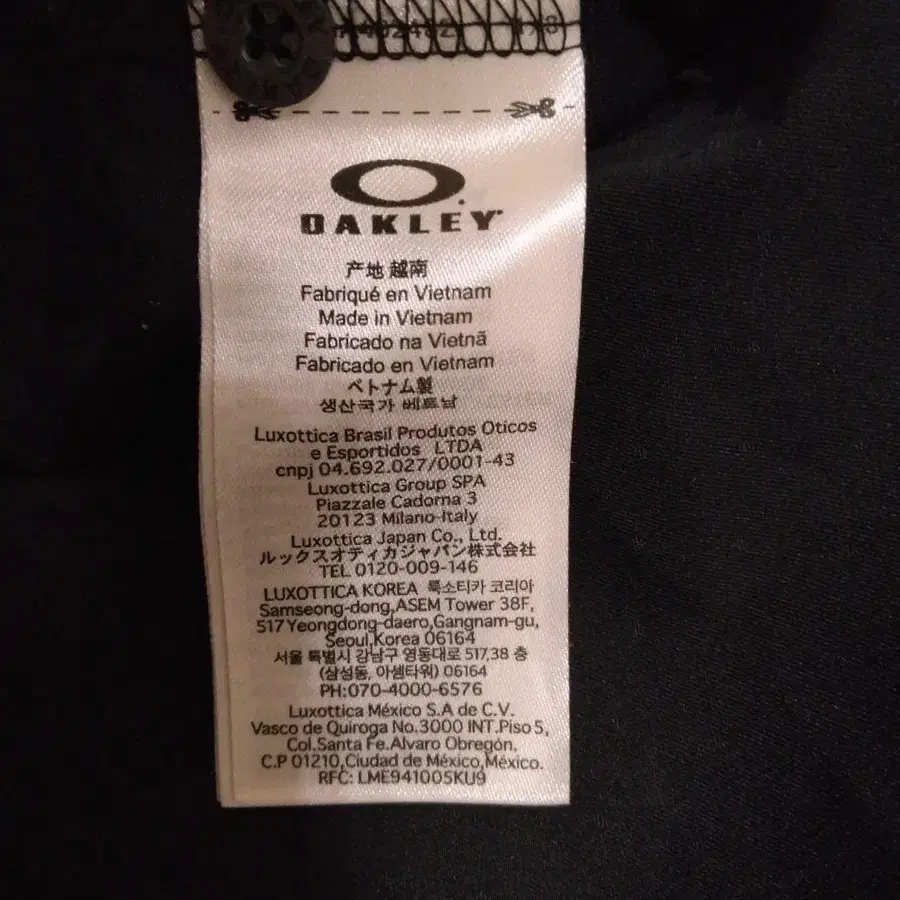 OAKLEY
产地 越南
Fabriqué en Vietnam
Made in Vietnam
Fabricado na Vietnã
Fabricado en Vietnam
ベトナム製
생산국가 베트남
Luxottica Brasil Produtos Oticos
e Esportidos LTDA
cnpj 04.692.027/0001-43
Luxottica Group SPA
Piazzale Cadorna 3
20123 Milano-Italy
Luxottica Japan Co., Ltd.
ルックスオティカジャパン株式会社
TEL 0120-009-146
LUXOTTICA KOREA 룩소티카 코리아
Samseong-dong,ASEM Tower 38F,
517 Yeongdong-daero,Gangnam-gu,
Seoul,Korea 06164
서울 특별시 강남구 영동대로 517,38 층
(삼성동, 아셈타워) 06164
PH:070-4000-6576
Luxottica México S.A de C.V.
Vasco de Quiroga No.3000 INT.Piso 5,
Col.Santa Fe.Alvaro Obregón,
C.P 01210,Ciudad de México,México.
RFC: LME941005KU9